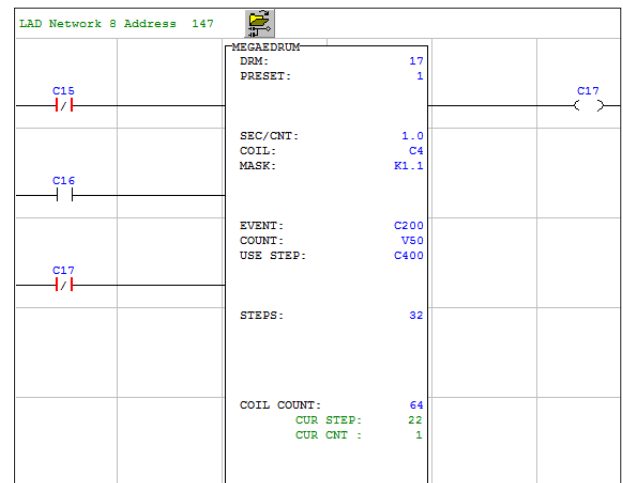 LAD Network 8 Address 147
MEGAEDRUM
DRM: 17
PRESET: 1
C15
C17
SEC/CNT: 1.0
COIL: C4
MASK: K1.1
C16
EVENT: C200
COUNT: V50
USE STEP: C400
C17
STEPS: 32
COIL COUNT: 64
CUR STEP: 22
CUR CNT : 1